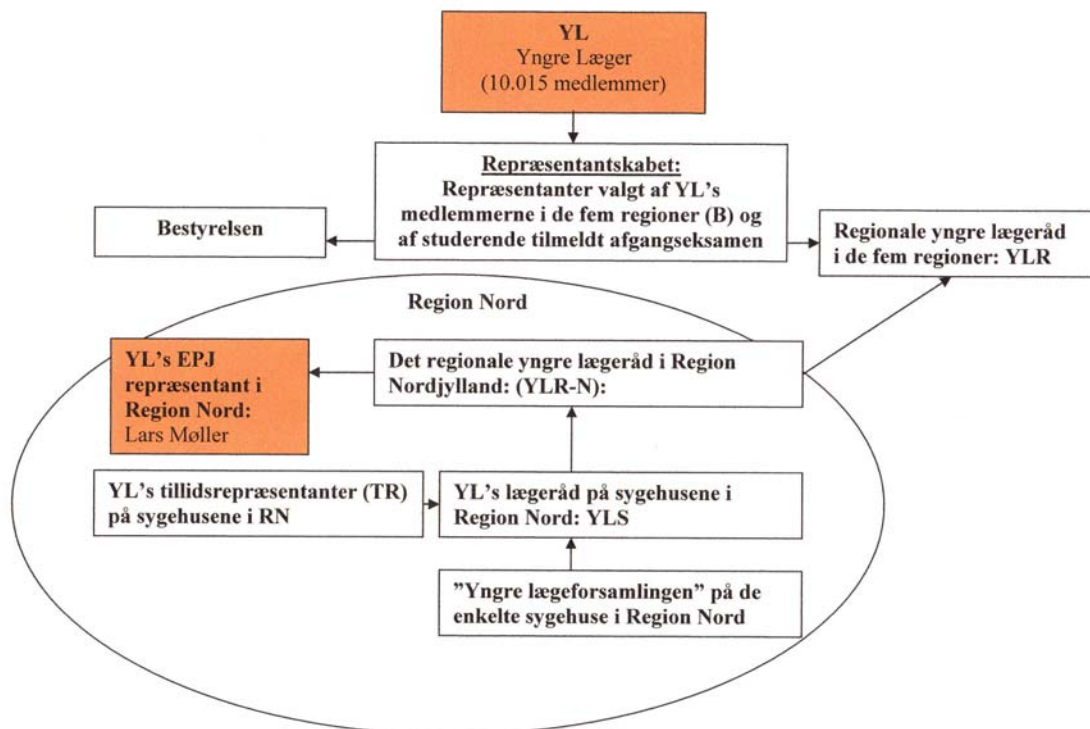 YL
Yngre Læger
(10.015 medlemmer)
Repræsentantskabet:
Repræsentanter valgt af YL's
medlemmerne i de fem regioner (B) og
af studerende tilmeldt afgangseksamen
Bestyrelsen
Regionale yngre lægeråd
i de fem regioner: YLR
Region Nord
YL's EPJ
repræsentant i
Region Nord:
Lars Møller
Det regionale yngre lægeråd i Region
Nordjylland: (YLR-N):
YL's tillidsrepræsentanter (TR)
på sygehusene i RN
YL's lægeråd på sygehusene i
Region Nord: YLS
”Yngre lægeforsamlingen” på de
enkelte sygehuse i Region Nord